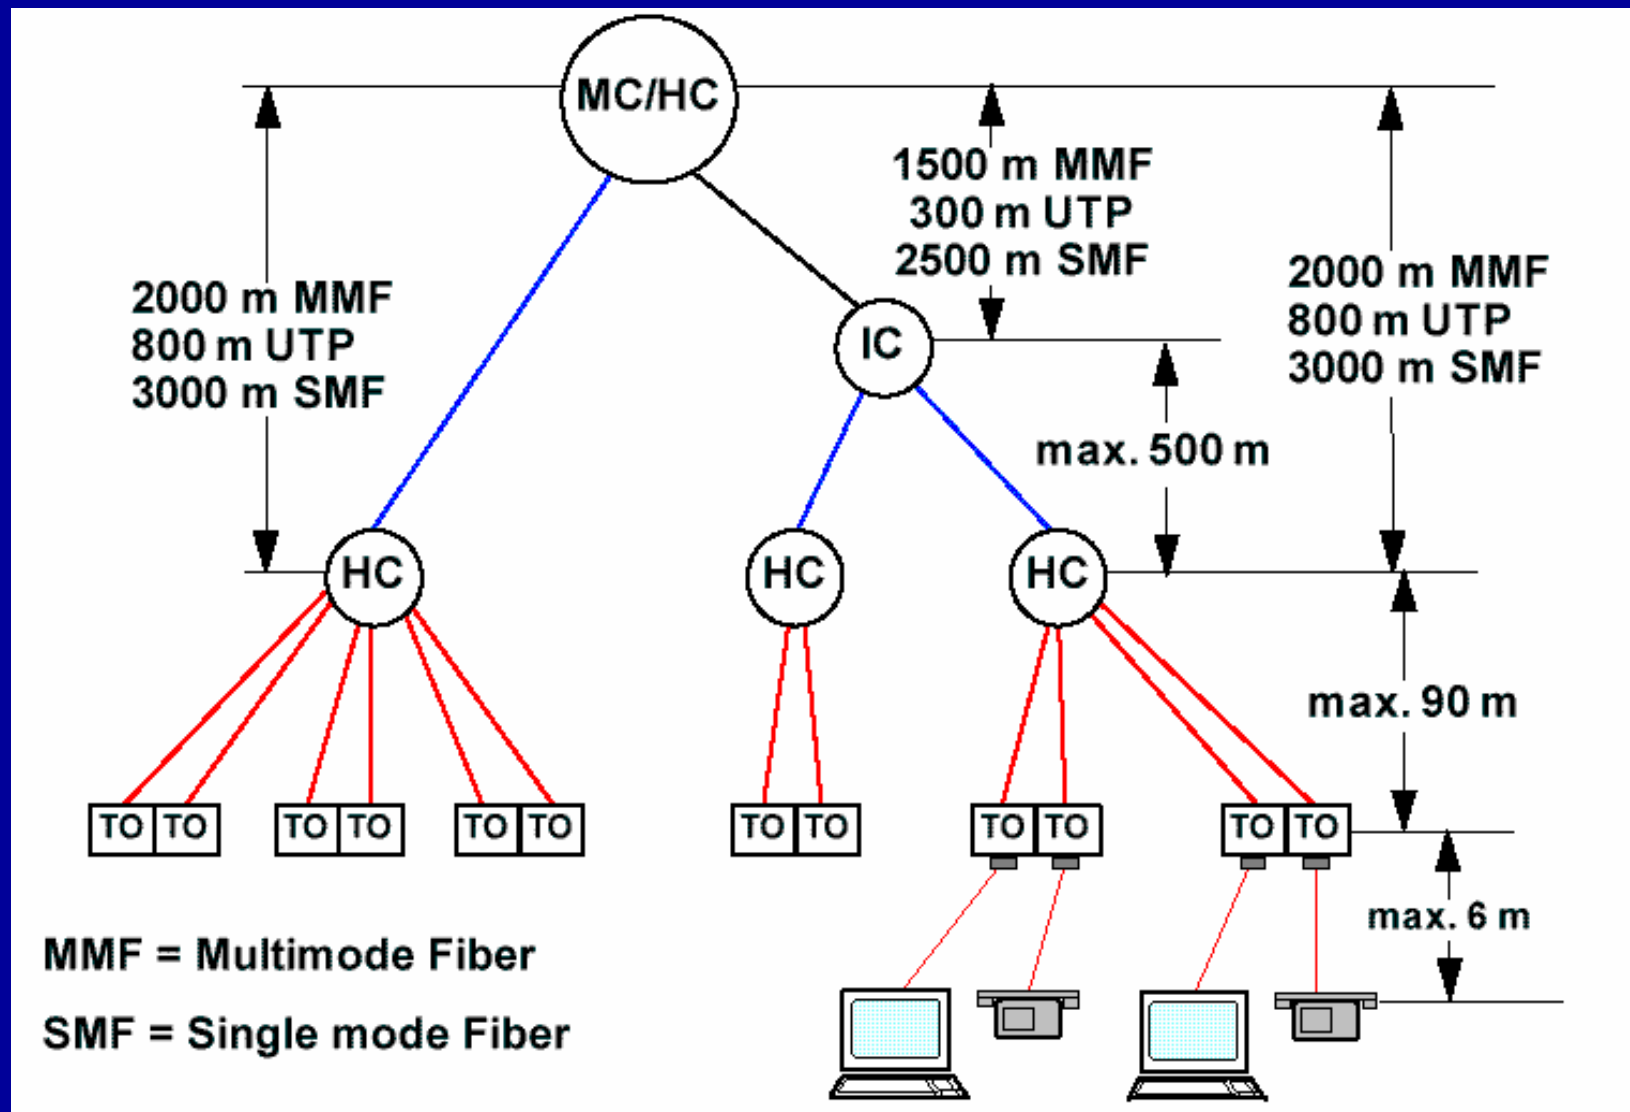 MC/HC
1500 m MMF
300 m UTP
2500 m SMF
2000 m MMF
800 m UTP
3000 m SMF
2000 m MMF
800 m UTP
3000 m SMF
IC
max. 500 m
HC
HC
HC
max. 90 m
TO TO
TO TO
TO TO
TO TO
TO TO
TO TO
max. 6 m
MMF = Multimode Fiber
SMF = Single mode Fiber